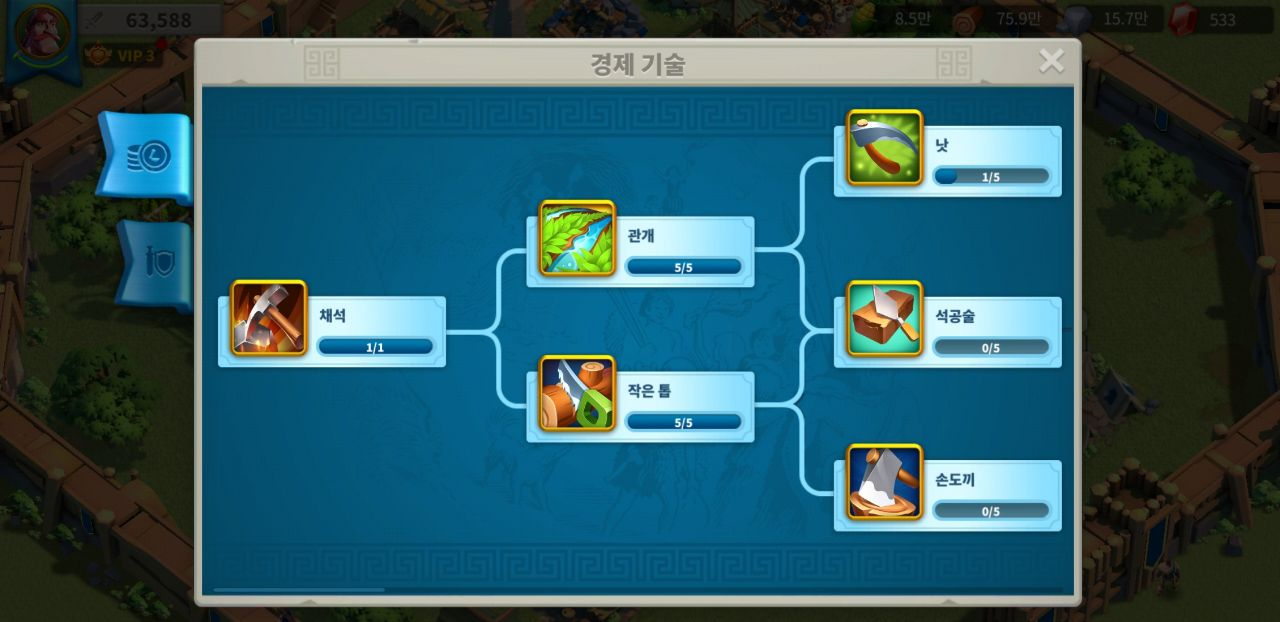 63,588
8.5만
75.9만
15.7만
533
VIP 3
경제 기술
채석
1/1
관개
5/5
작은 톱
5/5
낫
1/5
석공술
0/5
손도끼
0/5